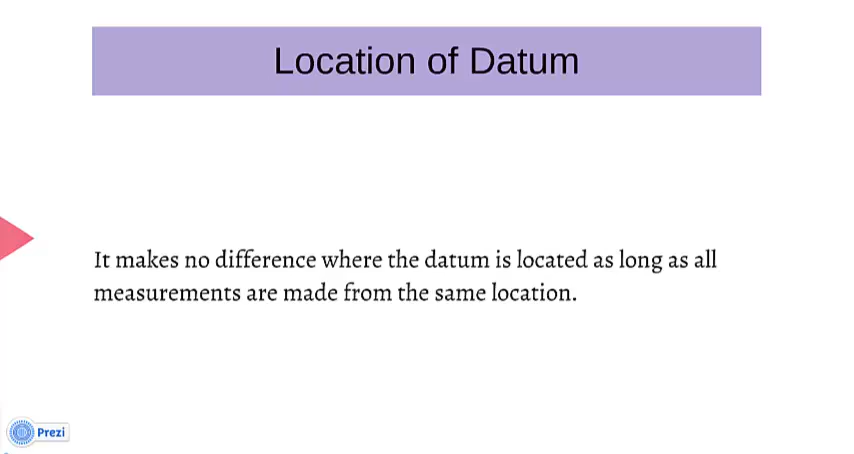 Location of Datum
It makes no difference where the datum is located as long as all
measurements are made from the same location.
Prezi